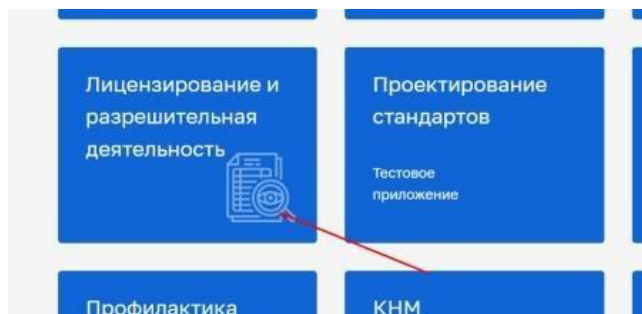 Лицензирование и
разрешительная
деятельность
Проектирование
стандартов
Тестовое
приложение
Профилактика
КНМ